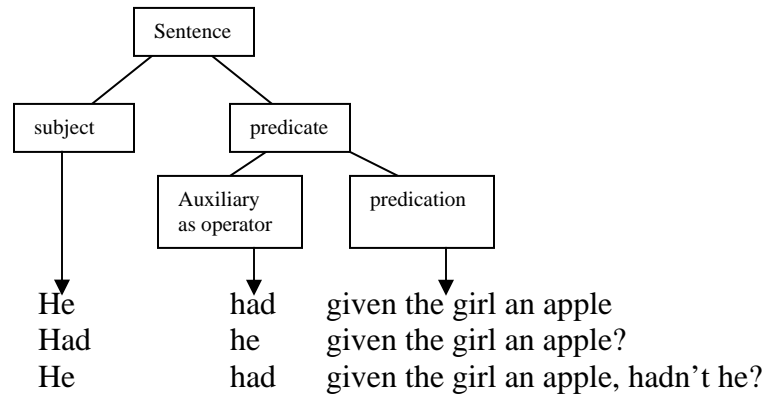 Sentence
subject
predicate
Auxiliary
as operator
predication
He had given the girl an apple
Had he given the girl an apple?
He had given the girl an apple, hadn't he?